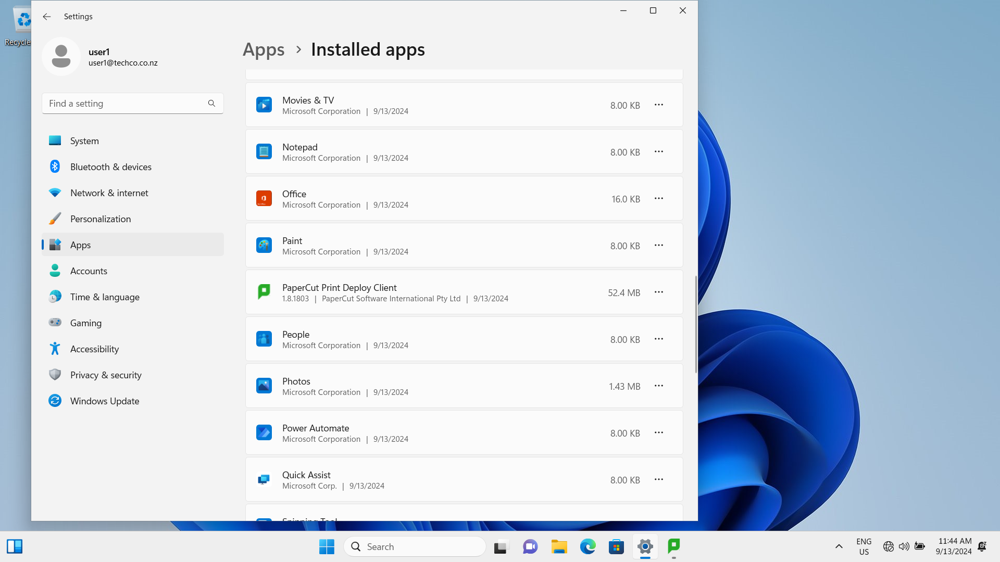 Recycle
Settings
user1
user1@techco.co.nz
Find a setting
System
Bluetooth & devices
Network & internet
Personalization
Apps
Accounts
Time & language
Gaming
Accessibility
Privacy & security
Windows Update
Apps > Installed apps
Movies & TV
Microsoft Corporation | 9/13/2024
8.00 KB
Notepad
Microsoft Corporation | 9/13/2024
8.00 KB
Office
Microsoft Corporation | 9/13/2024
16.0 KB
Paint
Microsoft Corporation | 9/13/2024
8.00 KB
PaperCut Print Deploy Client
1.8.1803 | PaperCut Software International Pty Ltd | 9/13/2024
52.4 MB
People
Microsoft Corporation | 9/13/2024
8.00 KB
Photos
Microsoft Corporation | 9/13/2024
1.43 MB
Power Automate
Microsoft Corporation | 9/13/2024
8.00 KB
Quick Assist
Microsoft Corp. | 9/13/2024
8.00 KB
Snipping Tool
Search
ENG
US
11:44 AM
9/13/2024